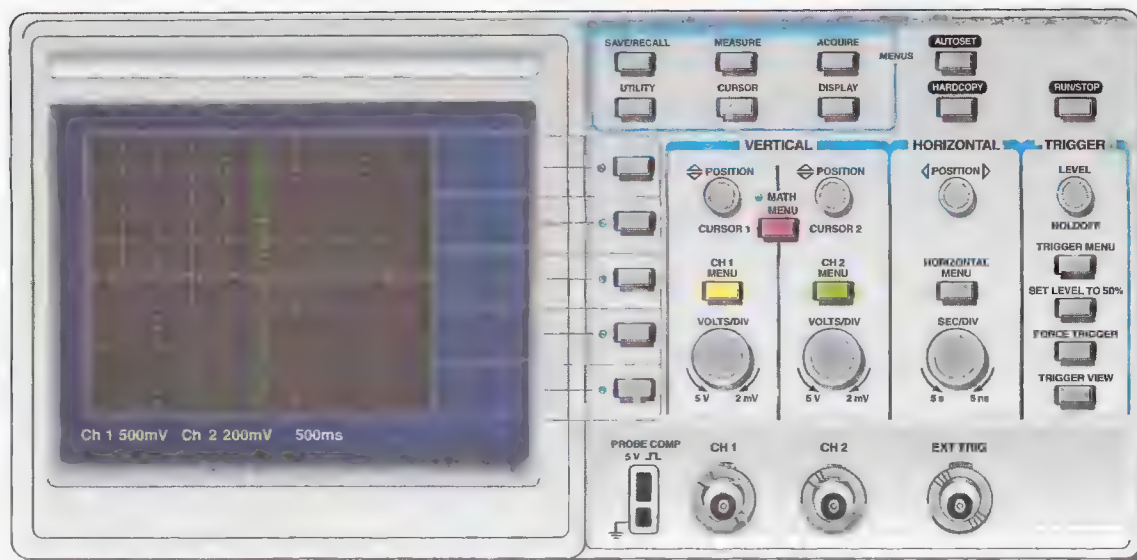 SAVE/RECALL MEASURE ACQUIRE
MENUS
AUTOSET
UTILITY CURSOR DISPLAY
HARDCOPY
RUN/STOP
VERTICAL HORIZONTAL TRIGGER
POSITION POSITION POSITION LEVEL
MATH
MENU
CURSOR 1 CURSOR 2
HOLDOFF
TRIGGER MENU
CH 1
MENU
CH 2
MENU
HORIZONTAL
MENU
SET LEVEL TO 50%
VOLTS/DIV VOLTS/DIV SEC/DIV
FORCE TRIGGER
TRIGGER VIEW
5 V 2 mV 5 V 2 mV 5 s 5 ns
Ch 1 500mV Ch 2 200mV 500ms
PROBE COMP
5 V
CH 1 CH 2 EXT TRIG